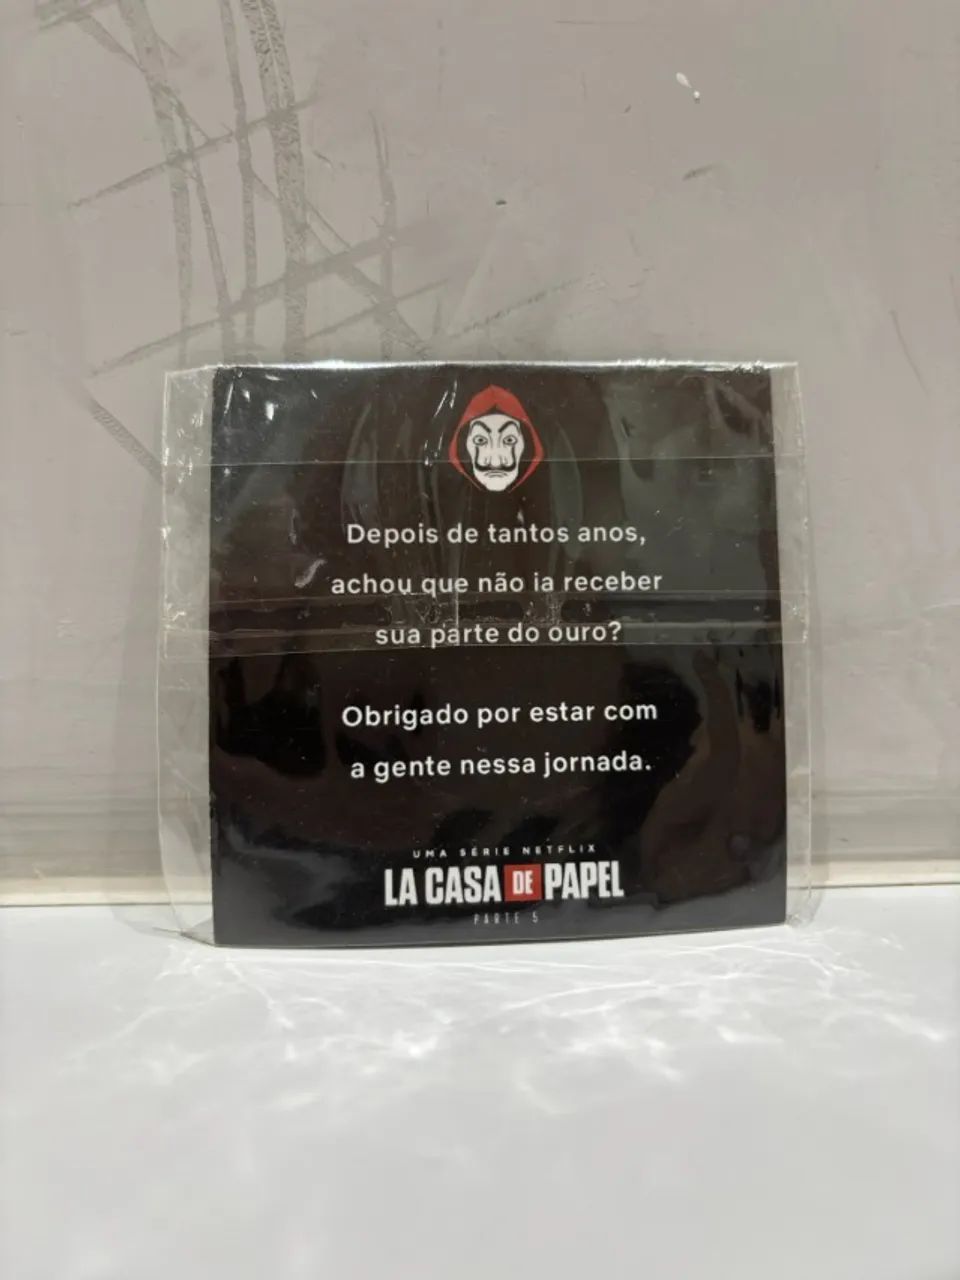 Depois de tantos anos,
achou que não ia receber
sua parte do ouro?
Obrigado por estar com
a gente nessa jornada.
UMA SÉRIE NETFLIX
LA CASA DE PAPEL
PARTE 5